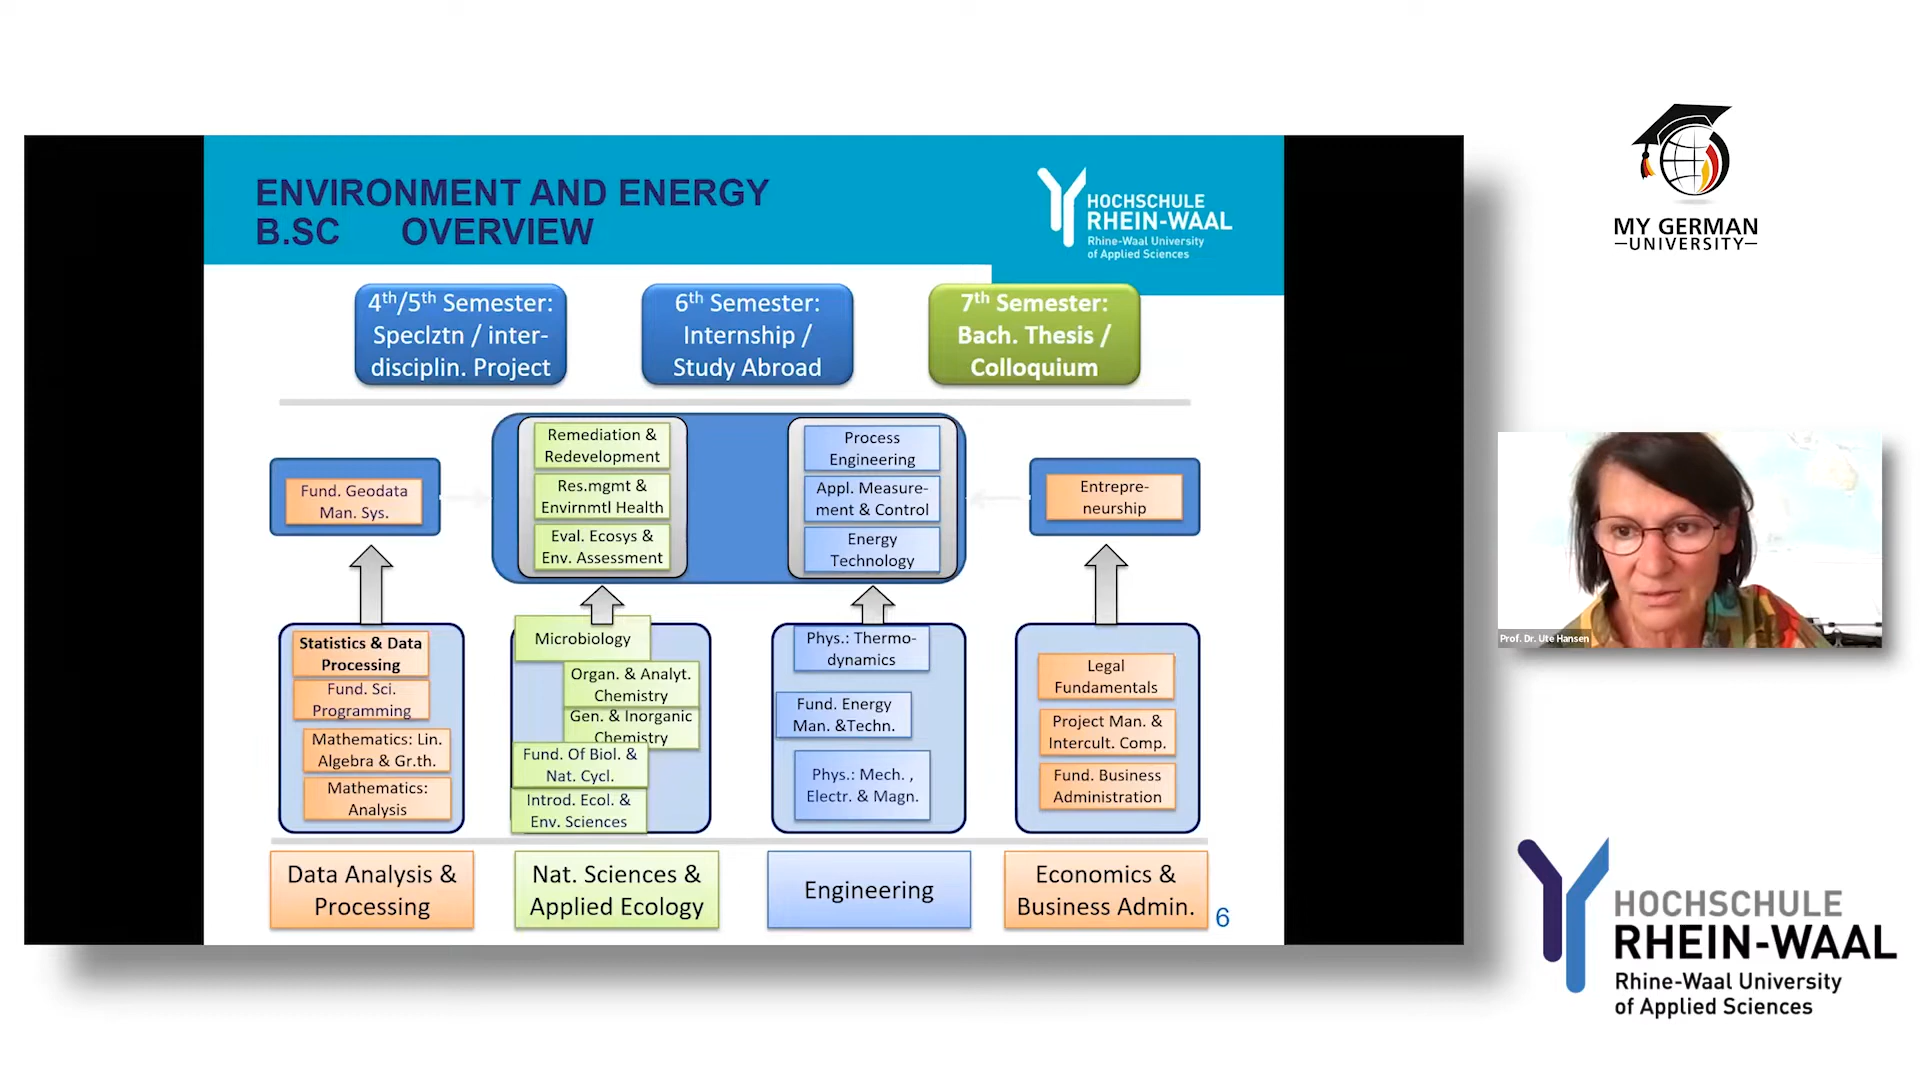 ENVIRONMENT AND ENERGY
B.SC OVERVIEW
HOCHSCHULE
RHEIN-WAAL
Rhine-Waal University
of Applied Sciences
MY GERMAN
UNIVERSITY
4th/5th Semester:
Speclztn / inter-
disciplin. Project
6th Semester:
Internship /
Study Abroad
7th Semester:
Bach. Thesis /
Colloquium
Fund. Geodata
Man. Sys.
Remediation &
Redevelopment
Res.mgmt &
Envirnmtl Health
Eval. Ecosys &
Env. Assessment
Process
Engineering
Appl. Measure-
ment & Control
Energy
Technology
Entrepre-
neurship
Statistics & Data
Processing
Fund. Sci.
Programming
Mathematics: Lin.
Algebra & Gr.th.
Mathematics:
Analysis
Microbiology
Organ. & Analyt.
Chemistry
Gen. & Inorganic
Chemistry
Fund. Of Biol. &
Nat. Cycl.
Introd. Ecol. &
Env. Sciences
Phys.: Thermo-
dynamics
Fund. Energy
Man. &Techn.
Phys.: Mech. ,
Electr. & Magn.
Legal
Fundamentals
Project Man. &
Intercult. Comp.
Fund. Business
Administration
Data Analysis &
Processing
Nat. Sciences &
Applied Ecology
Engineering
Economics &
Business Admin.
6
Prof. Dr. Ute Hansen
HOCHSCHULE
RHEIN-WAAL
Rhine-Waal University
of Applied Sciences